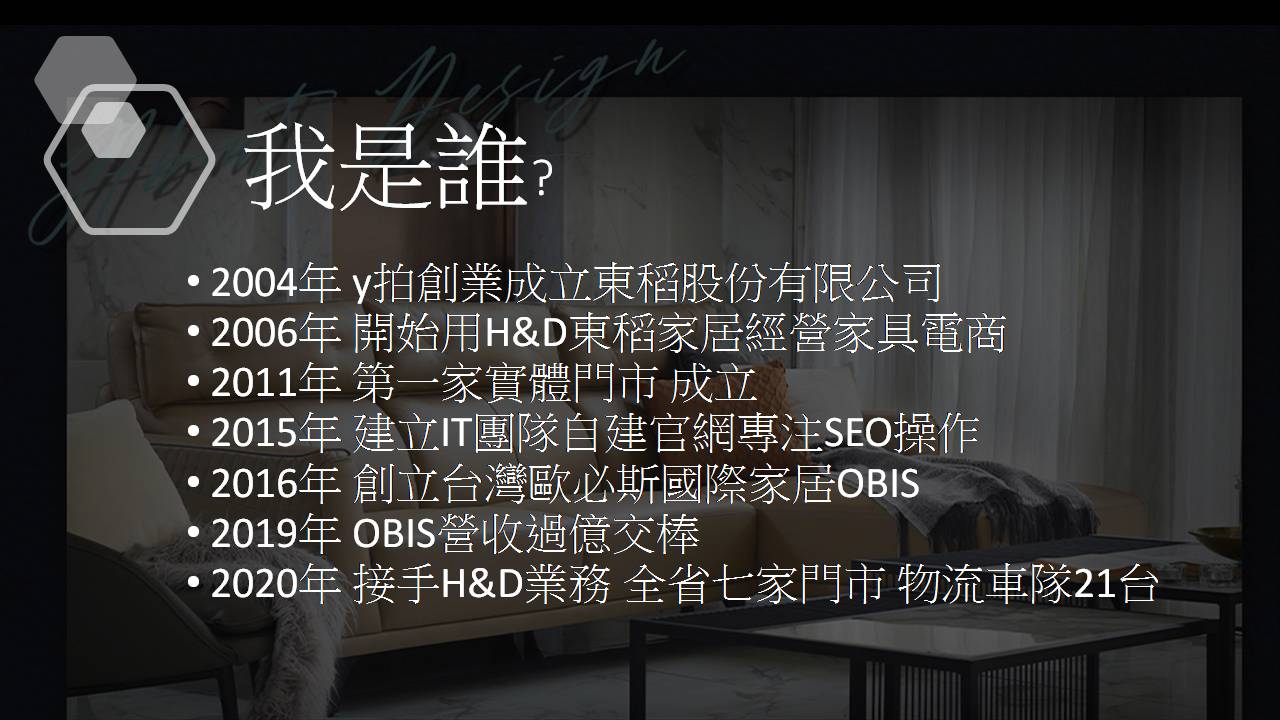 About Design
我是誰?
• 2004年 y拍創業成立東稻股份有限公司
• 2006年 開始用H&D東稻家居經營家具電商
• 2011年 第一家實體門市 成立
• 2015年 建立IT團隊自建官網專注SEO操作
• 2016年 創立台灣歐必斯國際家居OBIS
• 2019年 OBIS營收過億交棒
• 2020年 接手H&D業務 全省七家門市 物流車隊21台